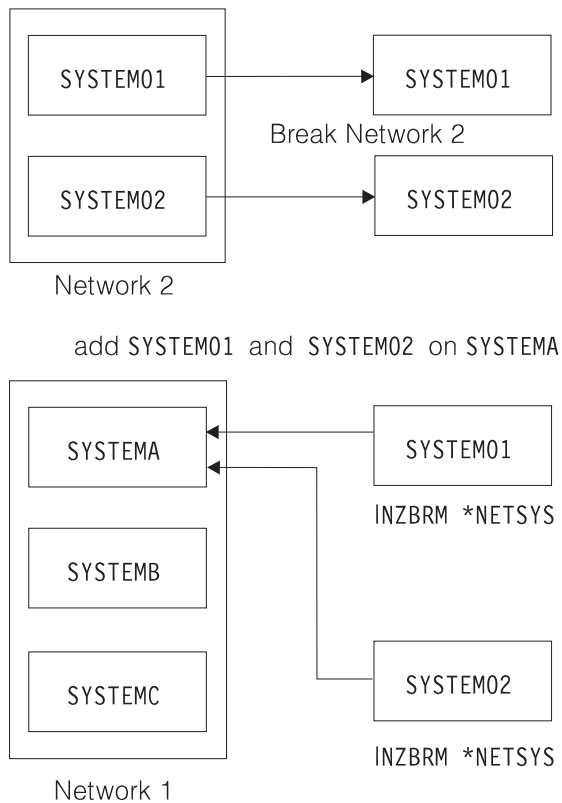 SYSTEM01
SYSTEM01
Break Network 2
SYSTEM02
SYSTEM02
Network 2
add SYSTEM01 and SYSTEM02 on SYSTEMA
SYSTEMA
SYSTEM01
INZBRM *NETSYS
SYSTEMB
SYSTEMC
SYSTEM02
INZBRM *NETSYS
Network 1